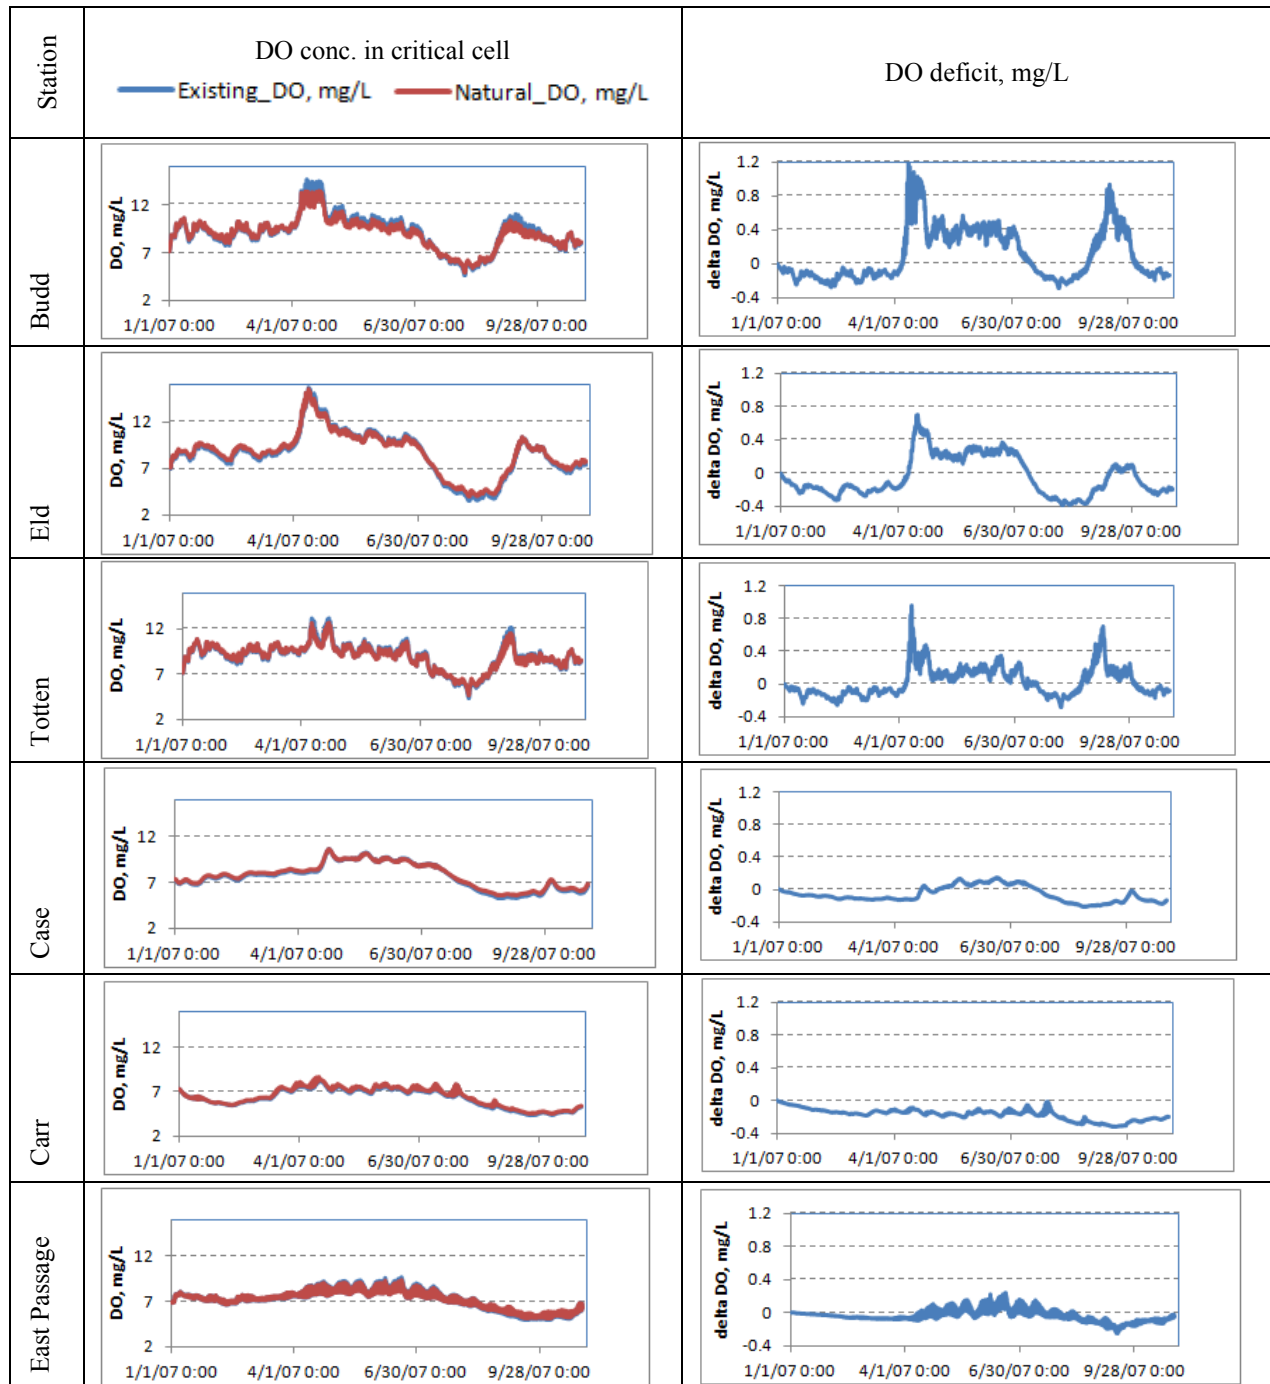 Station
DO conc. in critical cell
Existing_DO, mg/L Natural_DO, mg/L
DO deficit, mg/L
Budd
DO, mg/L
12
7
2
1/1/07 0:00 4/1/07 0:00 6/30/07 0:00 9/28/07 0:00
delta DO, mg/L
1.2
0.8
0.4
0
-0.4
1/1/07 0:00 4/1/07 0:00 6/30/07 0:00 9/28/07 0:00
Eld
DO, mg/L
12
7
2
1/1/07 0:00 4/1/07 0:00 6/30/07 0:00 9/28/07 0:00
delta DO, mg/L
1.2
0.8
0.4
0
-0.4
1/1/07 0:00 4/1/07 0:00 6/30/07 0:00 9/28/07 0:00
Totten
DO, mg/L
12
7
2
1/1/07 0:00 4/1/07 0:00 6/30/07 0:00 9/28/07 0:00
delta DO, mg/L
1.2
0.8
0.4
0
-0.4
1/1/07 0:00 4/1/07 0:00 6/30/07 0:00 9/28/07 0:00
Case
DO, mg/L
12
7
2
1/1/07 0:00 4/1/07 0:00 6/30/07 0:00 9/28/07 0:00
delta DO, mg/L
1.2
0.8
0.4
0
-0.4
1/1/07 0:00 4/1/07 0:00 6/30/07 0:00 9/28/07 0:00
Carr
DO, mg/L
12
7
2
1/1/07 0:00 4/1/07 0:00 6/30/07 0:00 9/28/07 0:00
delta DO, mg/L
1.2
0.8
0.4
0
-0.4
1/1/07 0:00 4/1/07 0:00 6/30/07 0:00 9/28/07 0:00
East Passage
DO, mg/L
12
7
2
1/1/07 0:00 4/1/07 0:00 6/30/07 0:00 9/28/07 0:00
delta DO, mg/L
1.2
0.8
0.4
0
-0.4
1/1/07 0:00 4/1/07 0:00 6/30/07 0:00 9/28/07 0:00